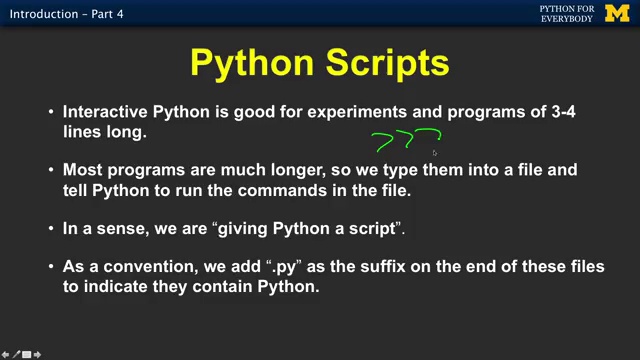 Introduction – Part 4
PYTHON FOR
EVERYBODY
M
Python Scripts
• Interactive Python is good for experiments and programs of 3-4
lines long.
>>>
• Most programs are much longer, so we type them into a file and
tell Python to run the commands in the file.
• In a sense, we are “giving Python a script”.
• As a convention, we add “.py” as the suffix on the end of these files
to indicate they contain Python.